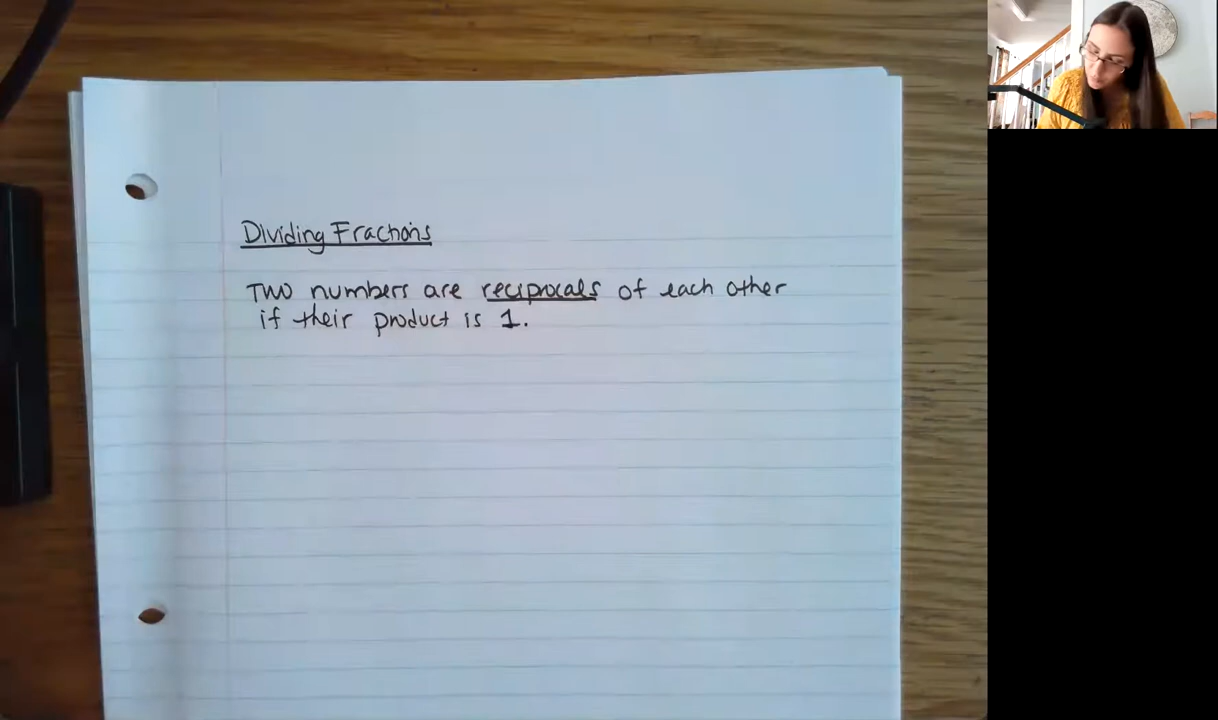 Dividing Fractions
Two numbers are reciprocals of each other
if their product is 1.